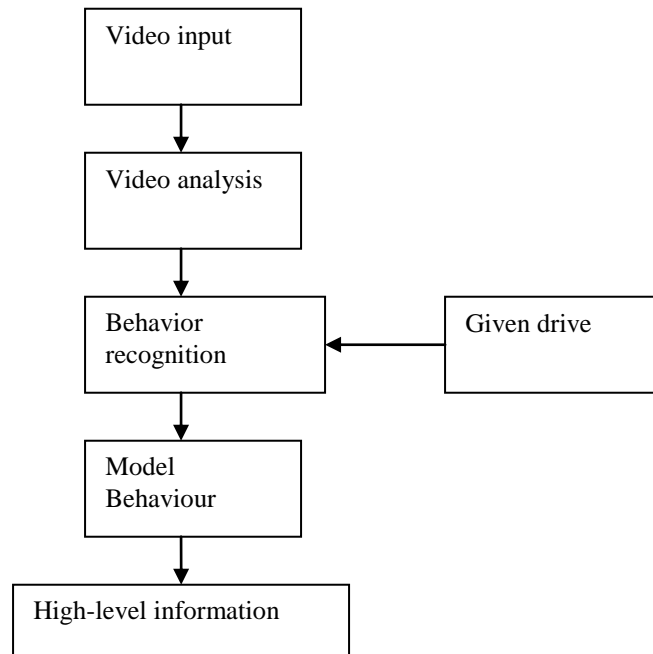 Video input
Video analysis
Behavior
recognition
Given drive
Model
Behaviour
High-level information